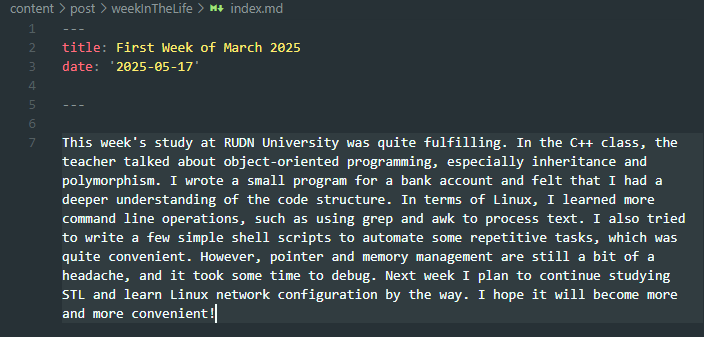 content > post > weekInTheLife > index.md
1 ---
2 title: First Week of March 2025
3 date: '2025-05-17'
4
5 ---
6
7 This week's study at RUDN University was quite fulfilling. In the C++ class, the
teacher talked about object-oriented programming, especially inheritance and
polymorphism. I wrote a small program for a bank account and felt that I had a
deeper understanding of the code structure. In terms of Linux, I learned more
command line operations, such as using grep and awk to process text. I also tried
to write a few simple shell scripts to automate some repetitive tasks, which was
quite convenient. However, pointer and memory management are still a bit of a
headache, and it took some time to debug. Next week I plan to continue studying
STL and learn Linux network configuration by the way. I hope it will become more
and more convenient!